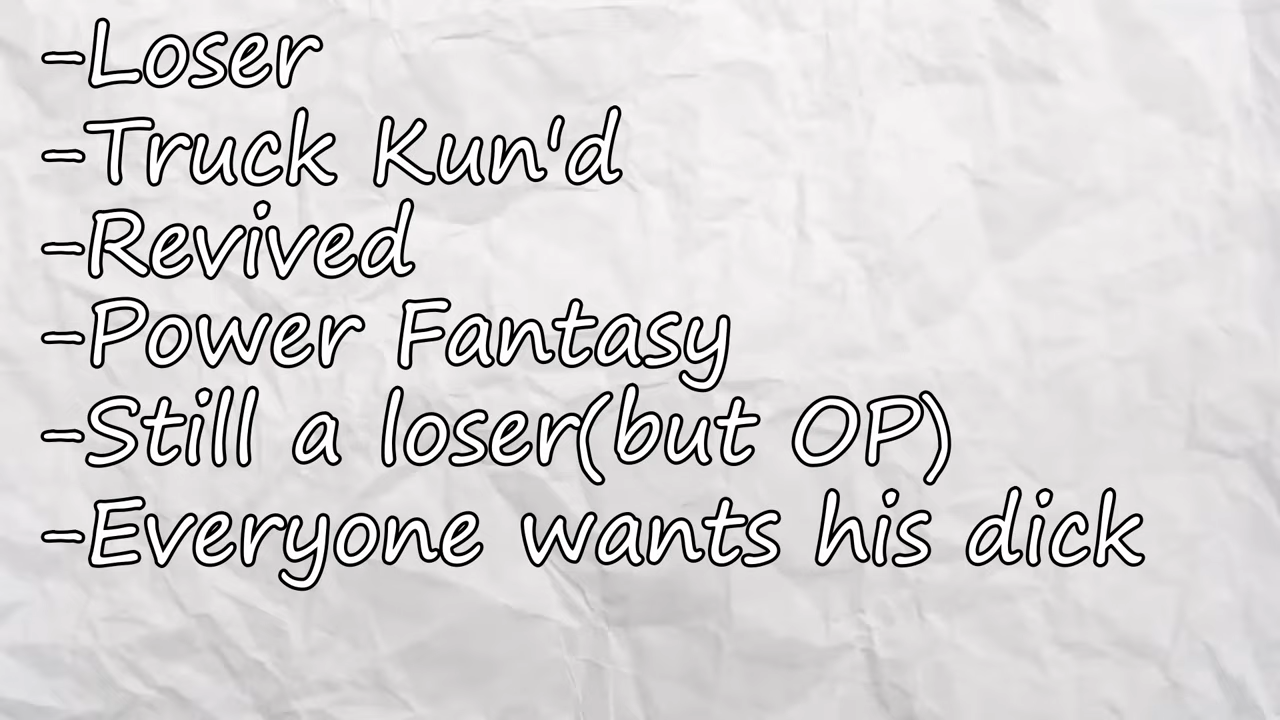 -Loser
-Truck Kun'd
-Revived
-Power Fantasy
-Still a loser(but OP)
-Everyone wants his dick